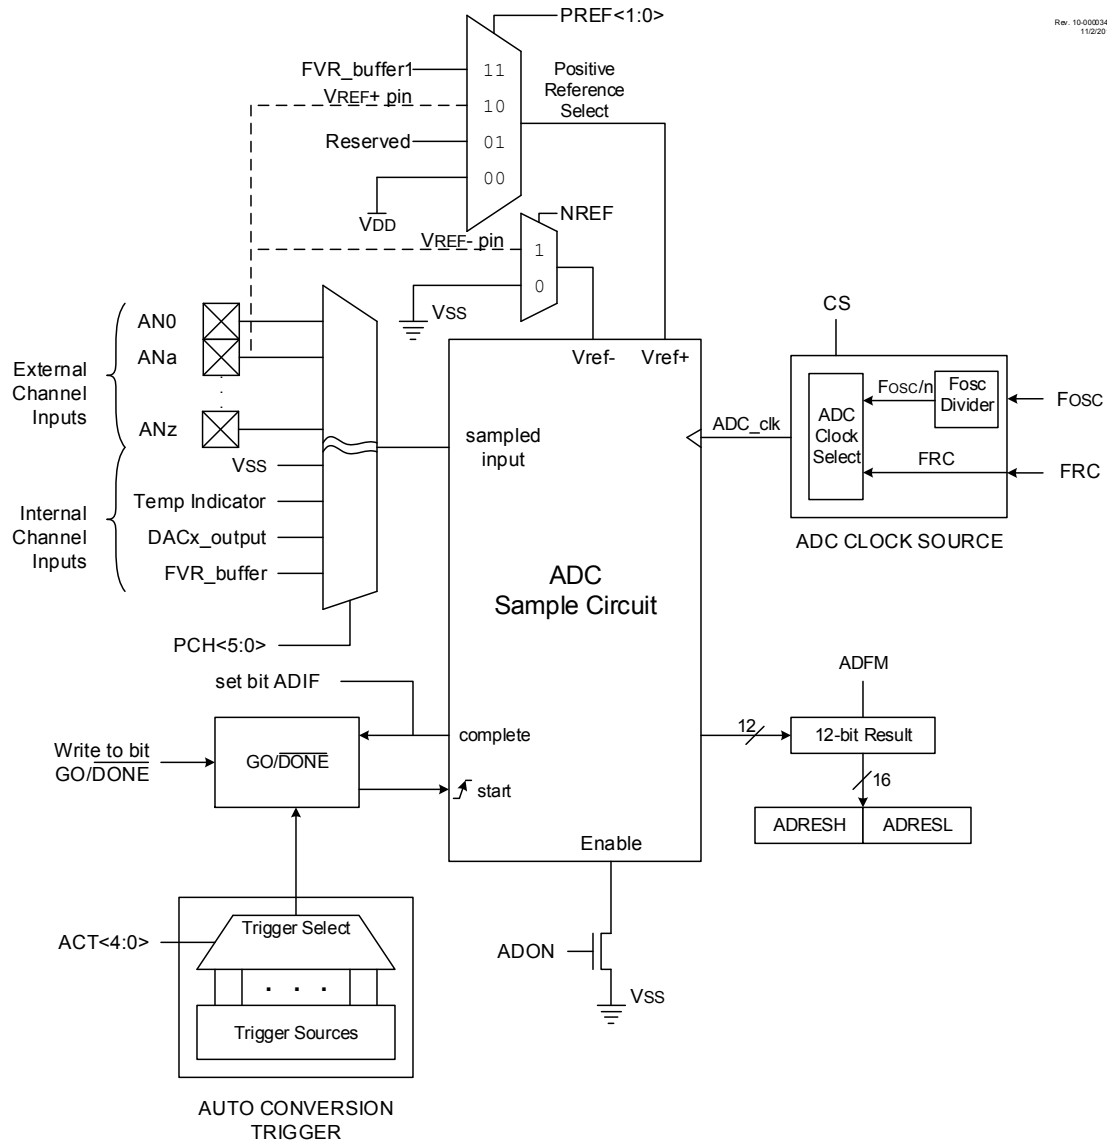 PREF<1:0>
Rev. 10-000034
11/2/20
FVR_buffer1
11
Positive
Reference
Select
VREF+ pin
10
Reserved
01
00
VDD
NREF
VREF- pin
1
0
VSS
CS
AN0
Vref-
Vref+
ANa
External
Channel
Inputs
FOSC/n
Fosc
Divider
FOSC
ANz
ADC_clk
ADC
Clock
Select
sampled
input
VSS
FRC
FRC
Temp Indicator
Internal
Channel
Inputs
DACx_output
ADC CLOCK SOURCE
FVR_buffer
ADC
Sample Circuit
PCH<5:0>
set bit ADIF
ADFM
complete
12
12-bit Result
Write to bit
GO/DONE
GO/DONE
16
start
ADRESH
ADRESL
Enable
Trigger Select
ACT<4:0>
ADON
. . .
VSS
Trigger Sources
AUTO CONVERSION
TRIGGER